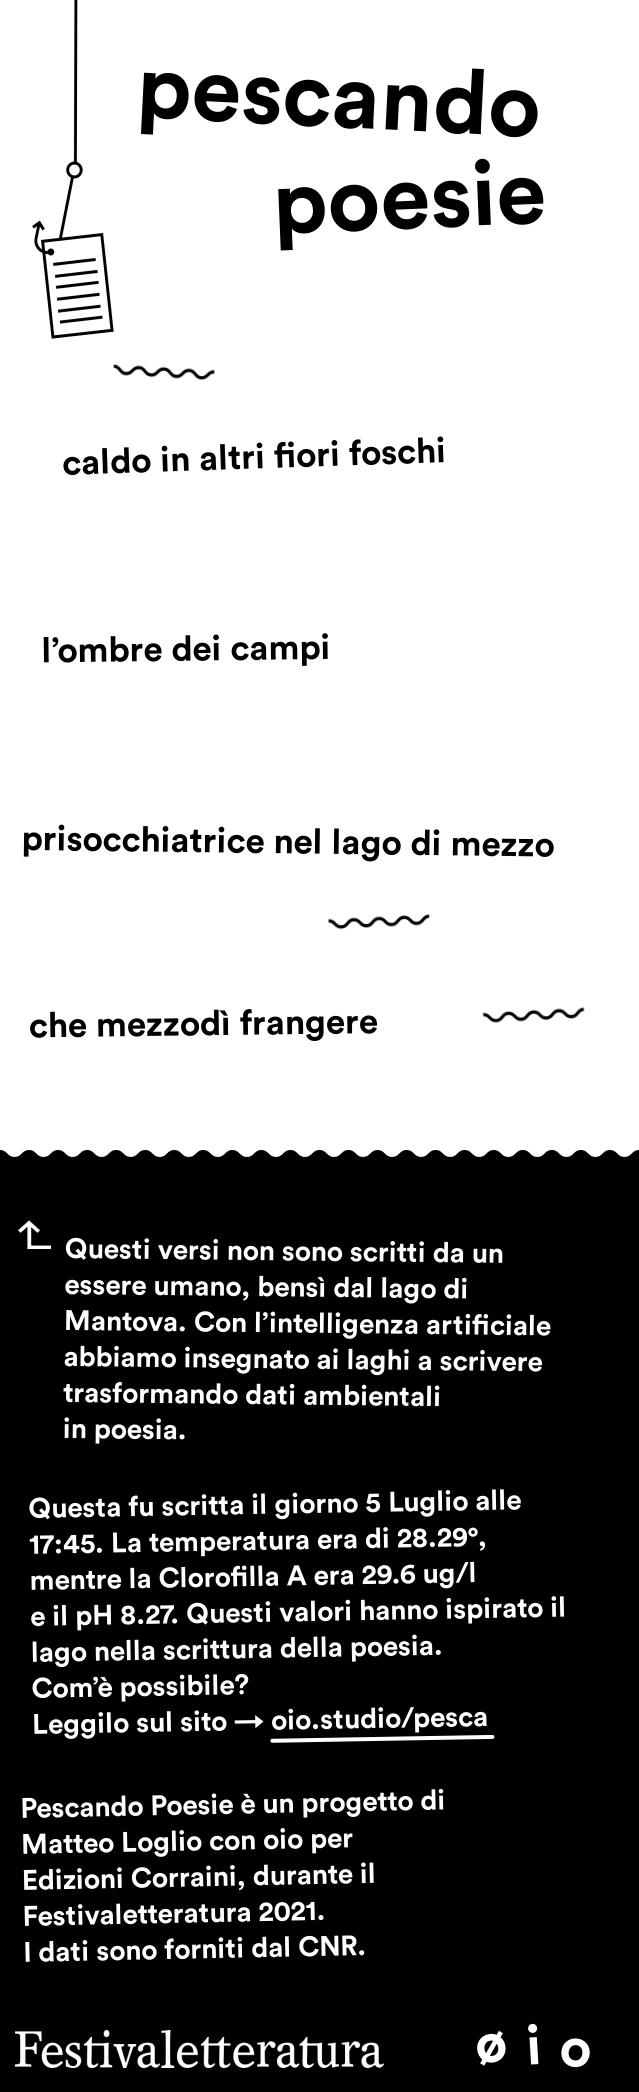 pescando
poesie
caldo in altri fiori foschi
l’ombre dei campi
prisocchiatrice nel lago di mezzo
che mezzodì frangere
Questi versi non sono scritti da un
essere umano, bensì dal lago di
Mantova. Con l’intelligenza artificiale
abbiamo insegnato ai laghi a scrivere
trasformando dati ambientali
in poesia.
Questa fu scritta il giorno 5 Luglio alle
17:45. La temperatura era di 28.29°,
mentre la Clorofilla A era 29.6 ug/l
e il pH 8.27. Questi valori hanno ispirato il
lago nella scrittura della poesia.
Com’è possibile?
Leggilo sul sito → oio.studio/pesca
Pescando Poesie è un progetto di
Matteo Loglio con oio per
Edizioni Corraini, durante il
Festivaletteratura 2021.
I dati sono forniti dal CNR.
Festivaletteratura ø i o